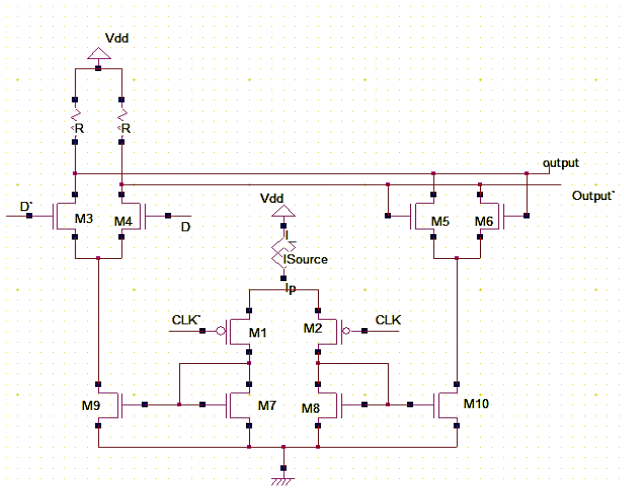 Vdd
R R
output
Output`
D` M3 M4 D
Vdd
M5 M6
I
ISource
Ip
CLK` M1 M2 CLK
M9 M7 M8 M10